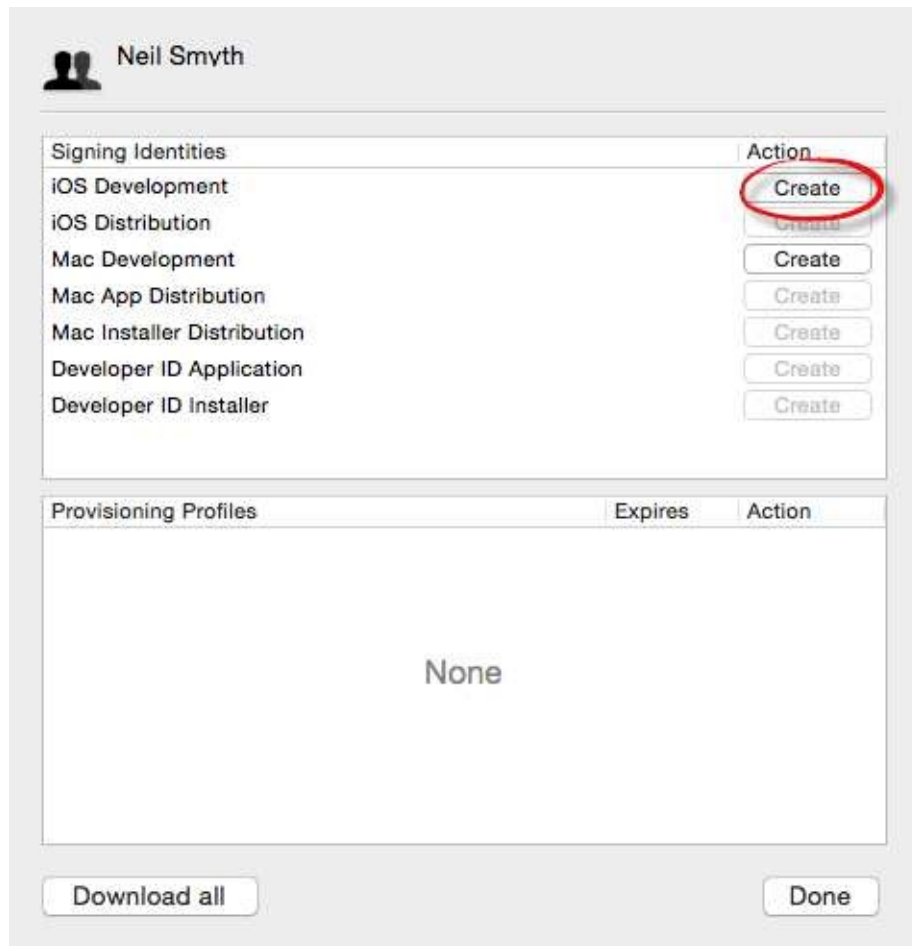 Neil Smyth
Signing Identities Action
iOS Development Create
iOS Distribution Create
Mac Development Create
Mac App Distribution Create
Mac Installer Distribution Create
Developer ID Application Create
Developer ID Installer Create
Provisioning Profiles Expires Action
None
Download all Done